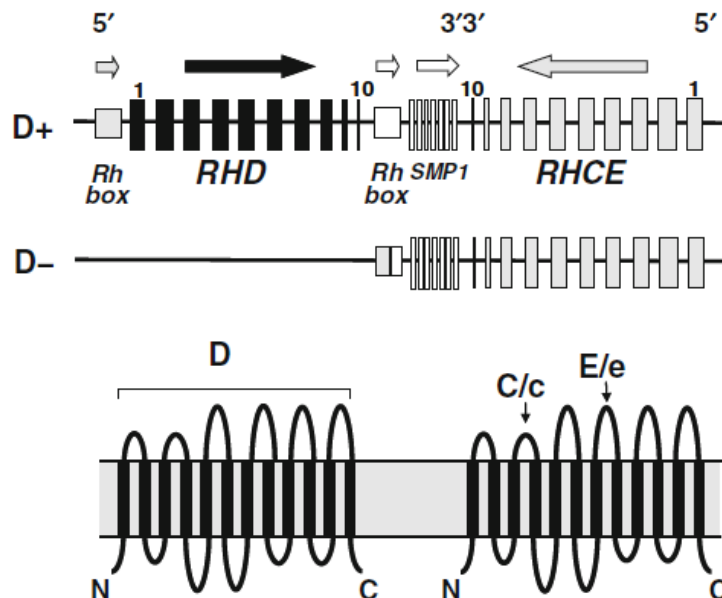 5′ 3′3′ 5′
1 10 10 1
D+
Rh box RHD Rh box SMP1 RHCE
D–
D
C/c E/e
N C N C